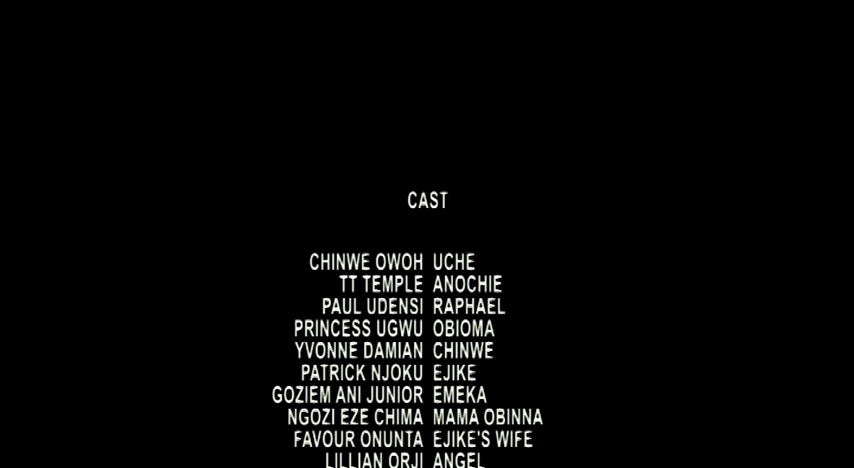 CAST
CHINWE OWOH UCHE
TT TEMPLE ANOCHIE
PAUL UDENSI RAPHAEL
PRINCESS UGWU OBIOMA
YVONNE DAMIAN CHINWE
PATRICK NJOKU EJIKE
GOZIEM ANI JUNIOR EMEKA
NGOZI EZE CHIMA MAMA OBINNA
FAVOUR ONUNTA EJIKE'S WIFE
LILLIAN ORJI ANGEL